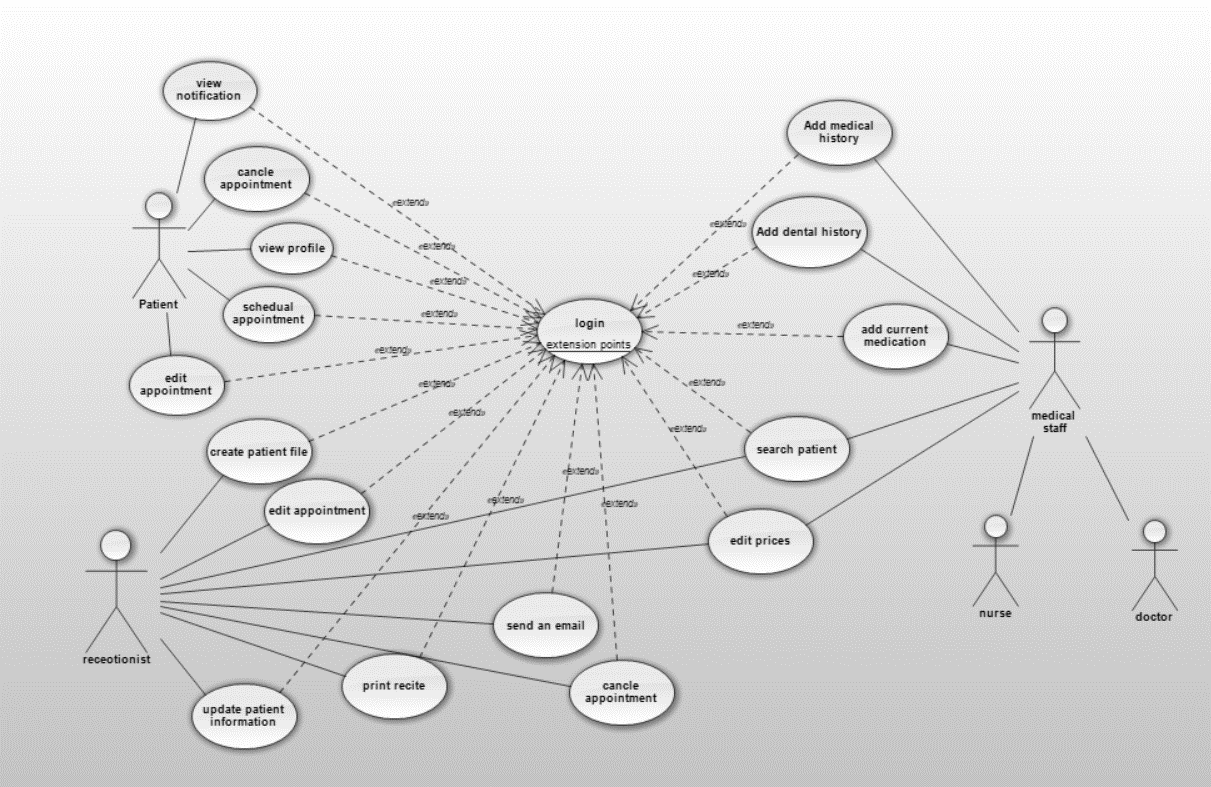 view
notification
cancle
appointment
view profile
schedual
appointment
edit
appointment
Patient
«extend»
«extend»
«extend»
«extend»
«extend»
login
extension points
Add medical
history
«extend»
Add dental history
«extend»
add current
medication
«extend»
medical
staff
search patient
«extend»
edit prices
«extend»
nurse
doctor
create patient file
«extend»
edit appointment
«extend»
«extend»
«extend»
«extend»
«extend»
receotionist
send an email
print recite
cancle
appointment
update patient
information